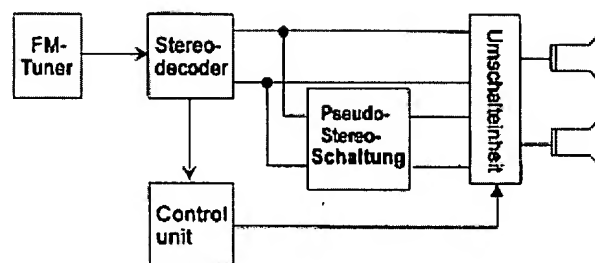 FM-
Tuner
Stereo-
decoder
Pseudo-
Stereo-
Schaltung
Umschalteinheit
Control
unit